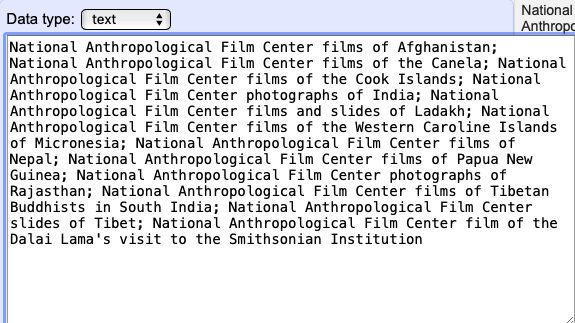 Data type: text
National
Anthropo
National Anthropological Film Center films of Afghanistan;
National Anthropological Film Center films of the Canela; National
Anthropological Film Center films of the Cook Islands; National
Anthropological Film Center photographs of India; National
Anthropological Film Center films and slides of Ladakh; National
Anthropological Film Center films of the Western Caroline Islands
of Micronesia; National Anthropological Film Center films of
Nepal; National Anthropological Film Center films of Papua New
Guinea; National Anthropological Film Center photographs of
Rajasthan; National Anthropological Film Center films of Tibetan
Buddhists in South India; National Anthropological Film Center
slides of Tibet; National Anthropological Film Center film of the
Dalai Lama's visit to the Smithsonian Institution